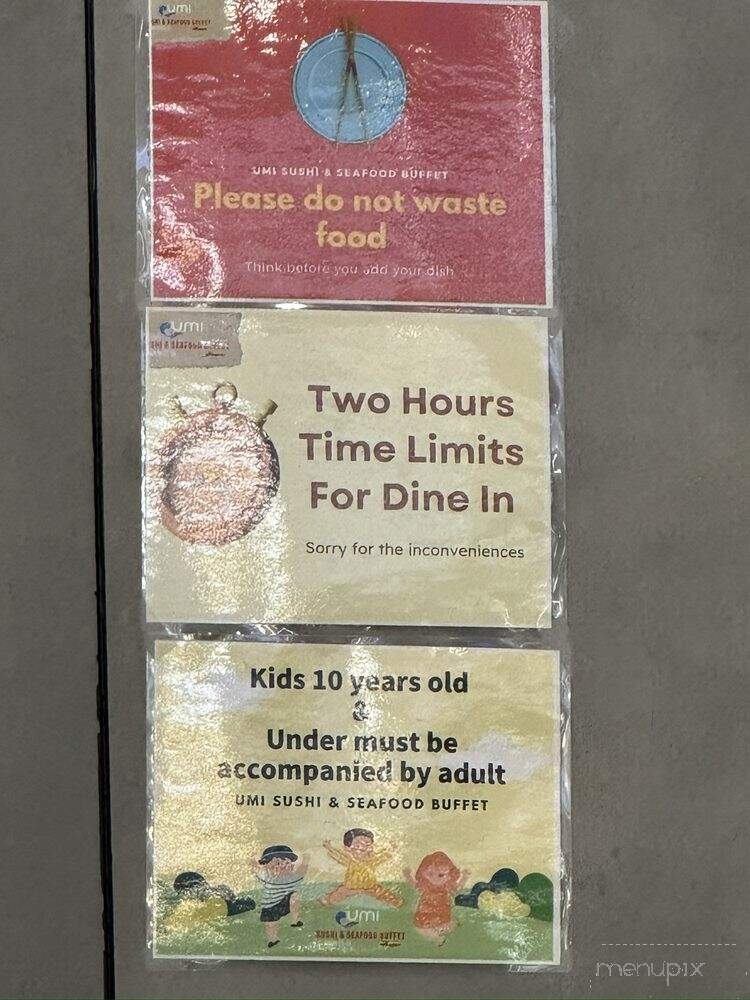 umi
UMI SUSHI & SEAFOOD BUFFET
Please do not waste
food
Think before you add your dish
umi
Two Hours
Time Limits
For Dine In
Sorry for the inconveniences
Kids 10 years old
&
Under must be
accompanied by adult
UMI SUSHI & SEAFOOD BUFFET
umi
SUSHI & SEAFOOD BUFFET
menupix